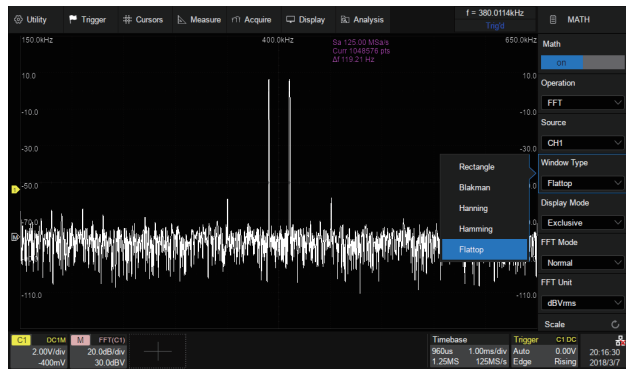 Utility Trigger Cursors Measure Acquire Display Analysis f = 380.0114kHz Trig'd MATH
150.0kHz 400.0kHz 650.0kHz
Sa 125.00 MSa/s
Curr 1048576 pts
Δf 119.21 Hz
Math
on
10.0 10.0
Operation
FFT
-10.0 -10.0
Source
CH1
-30.0 -30.0
Window Type
Flattop
Rectangle
Blakman
Hanning
Hamming
Flattop
-50.0
Display Mode
Exclusive
-70.0
FFT Mode
Normal
FFT Unit
dBVrms
-110.0 -110.0
Scale
C1 DC1M M FFT(C1) Timebase Trigger C1 DC
2.00V/div 20.0dB/ 960us 1.00ms/div Auto 0.00V 20:16:30
-400mV 30.0dBV 1.25MS 125MS/s Edge Rising 2018/3/7